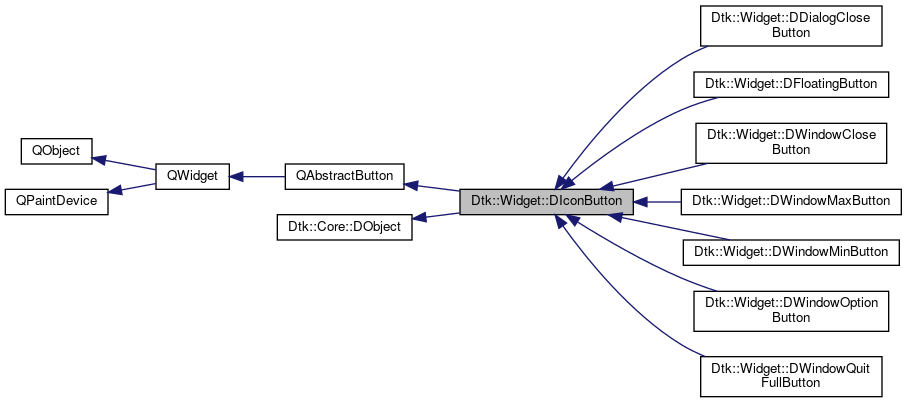 QObject
QPaintDevice
QWidget
QAbstractButton
Dtk::Core::DObject
Dtk::Widget::DIconButton
Dtk::Widget::DDialogClose
Button
Dtk::Widget::DFloatingButton
Dtk::Widget::DWindowClose
Button
Dtk::Widget::DWindowMaxButton
Dtk::Widget::DWindowMinButton
Dtk::Widget::DWindowOption
Button
Dtk::Widget::DWindowQuit
FullButton